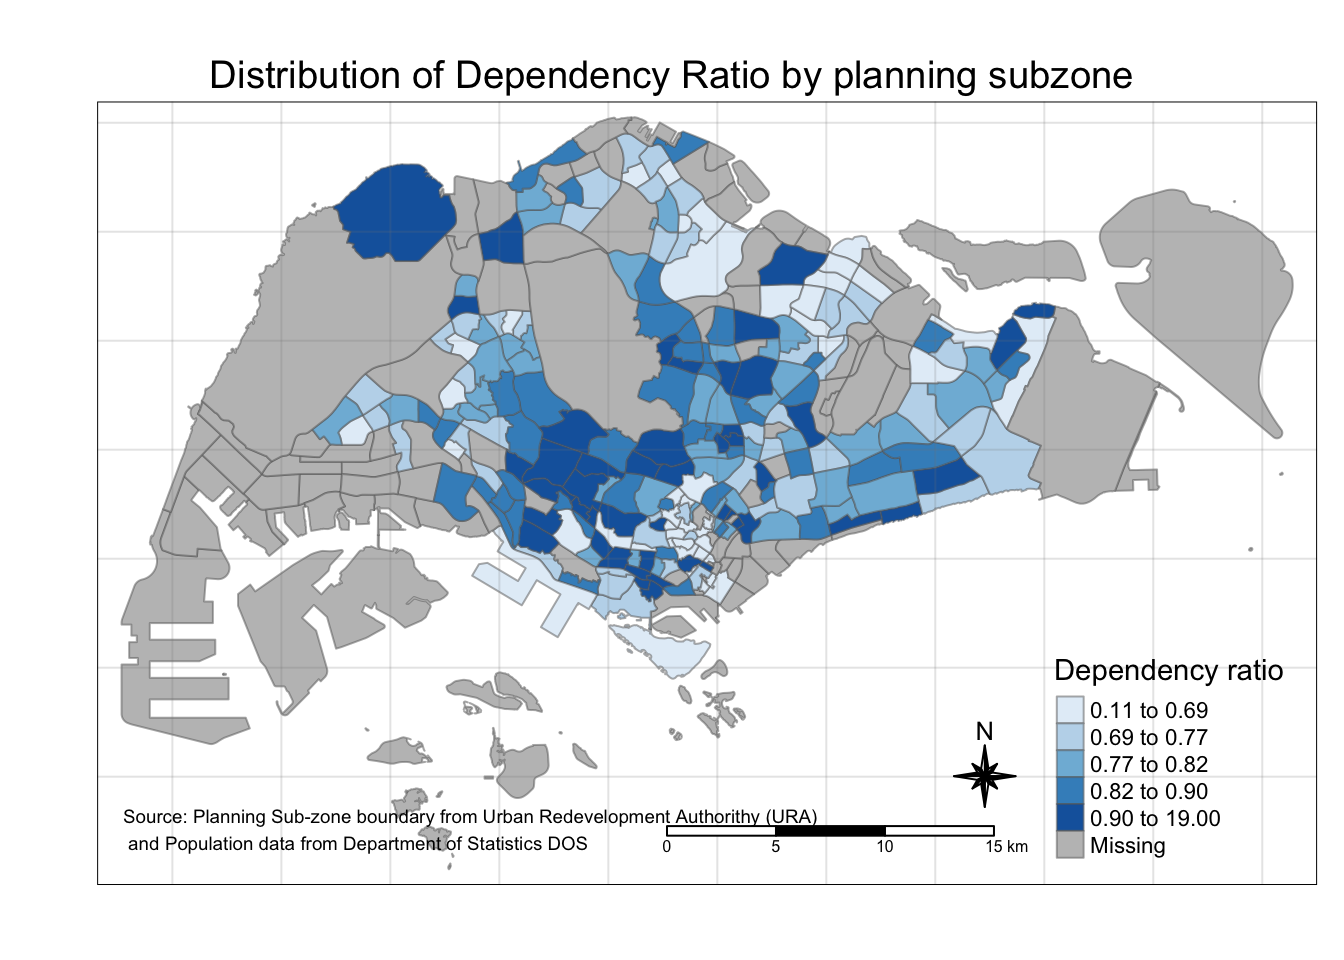 Distribution of Dependency Ratio by planning subzone
Dependency ratio
0.11 to 0.69
0.69 to 0.77
0.77 to 0.82
0.82 to 0.90
0.90 to 19.00
Missing
N
Source: Planning Sub-zone boundary from Urban Redevelopment Authorithy (URA)
and Population data from Department of Statistics DOS
0 5 10 15 km